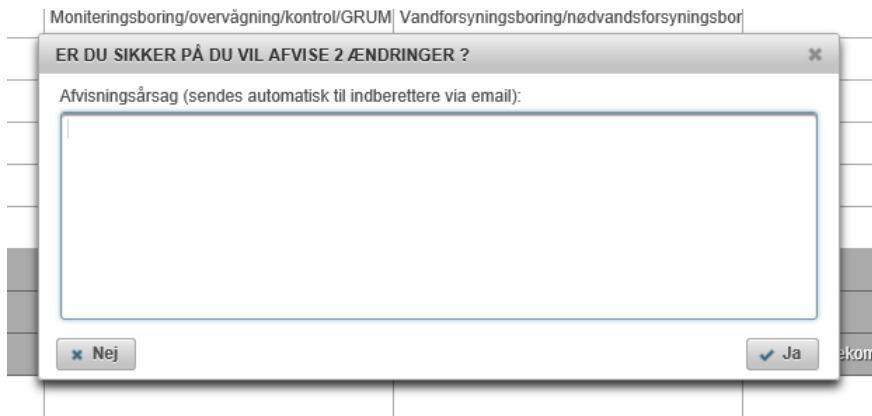 Moniteringsboring/overvågning/kontrol/GRUM Vandforsyningsboring/nødvandsforsyningsbor
ER DU SIKKER PÅ DU VIL AFVISE 2 ÆNDRINGER ?
Afvisningsårsag (sendes automatisk til indberettere via email):
Nej
Ja
ekom